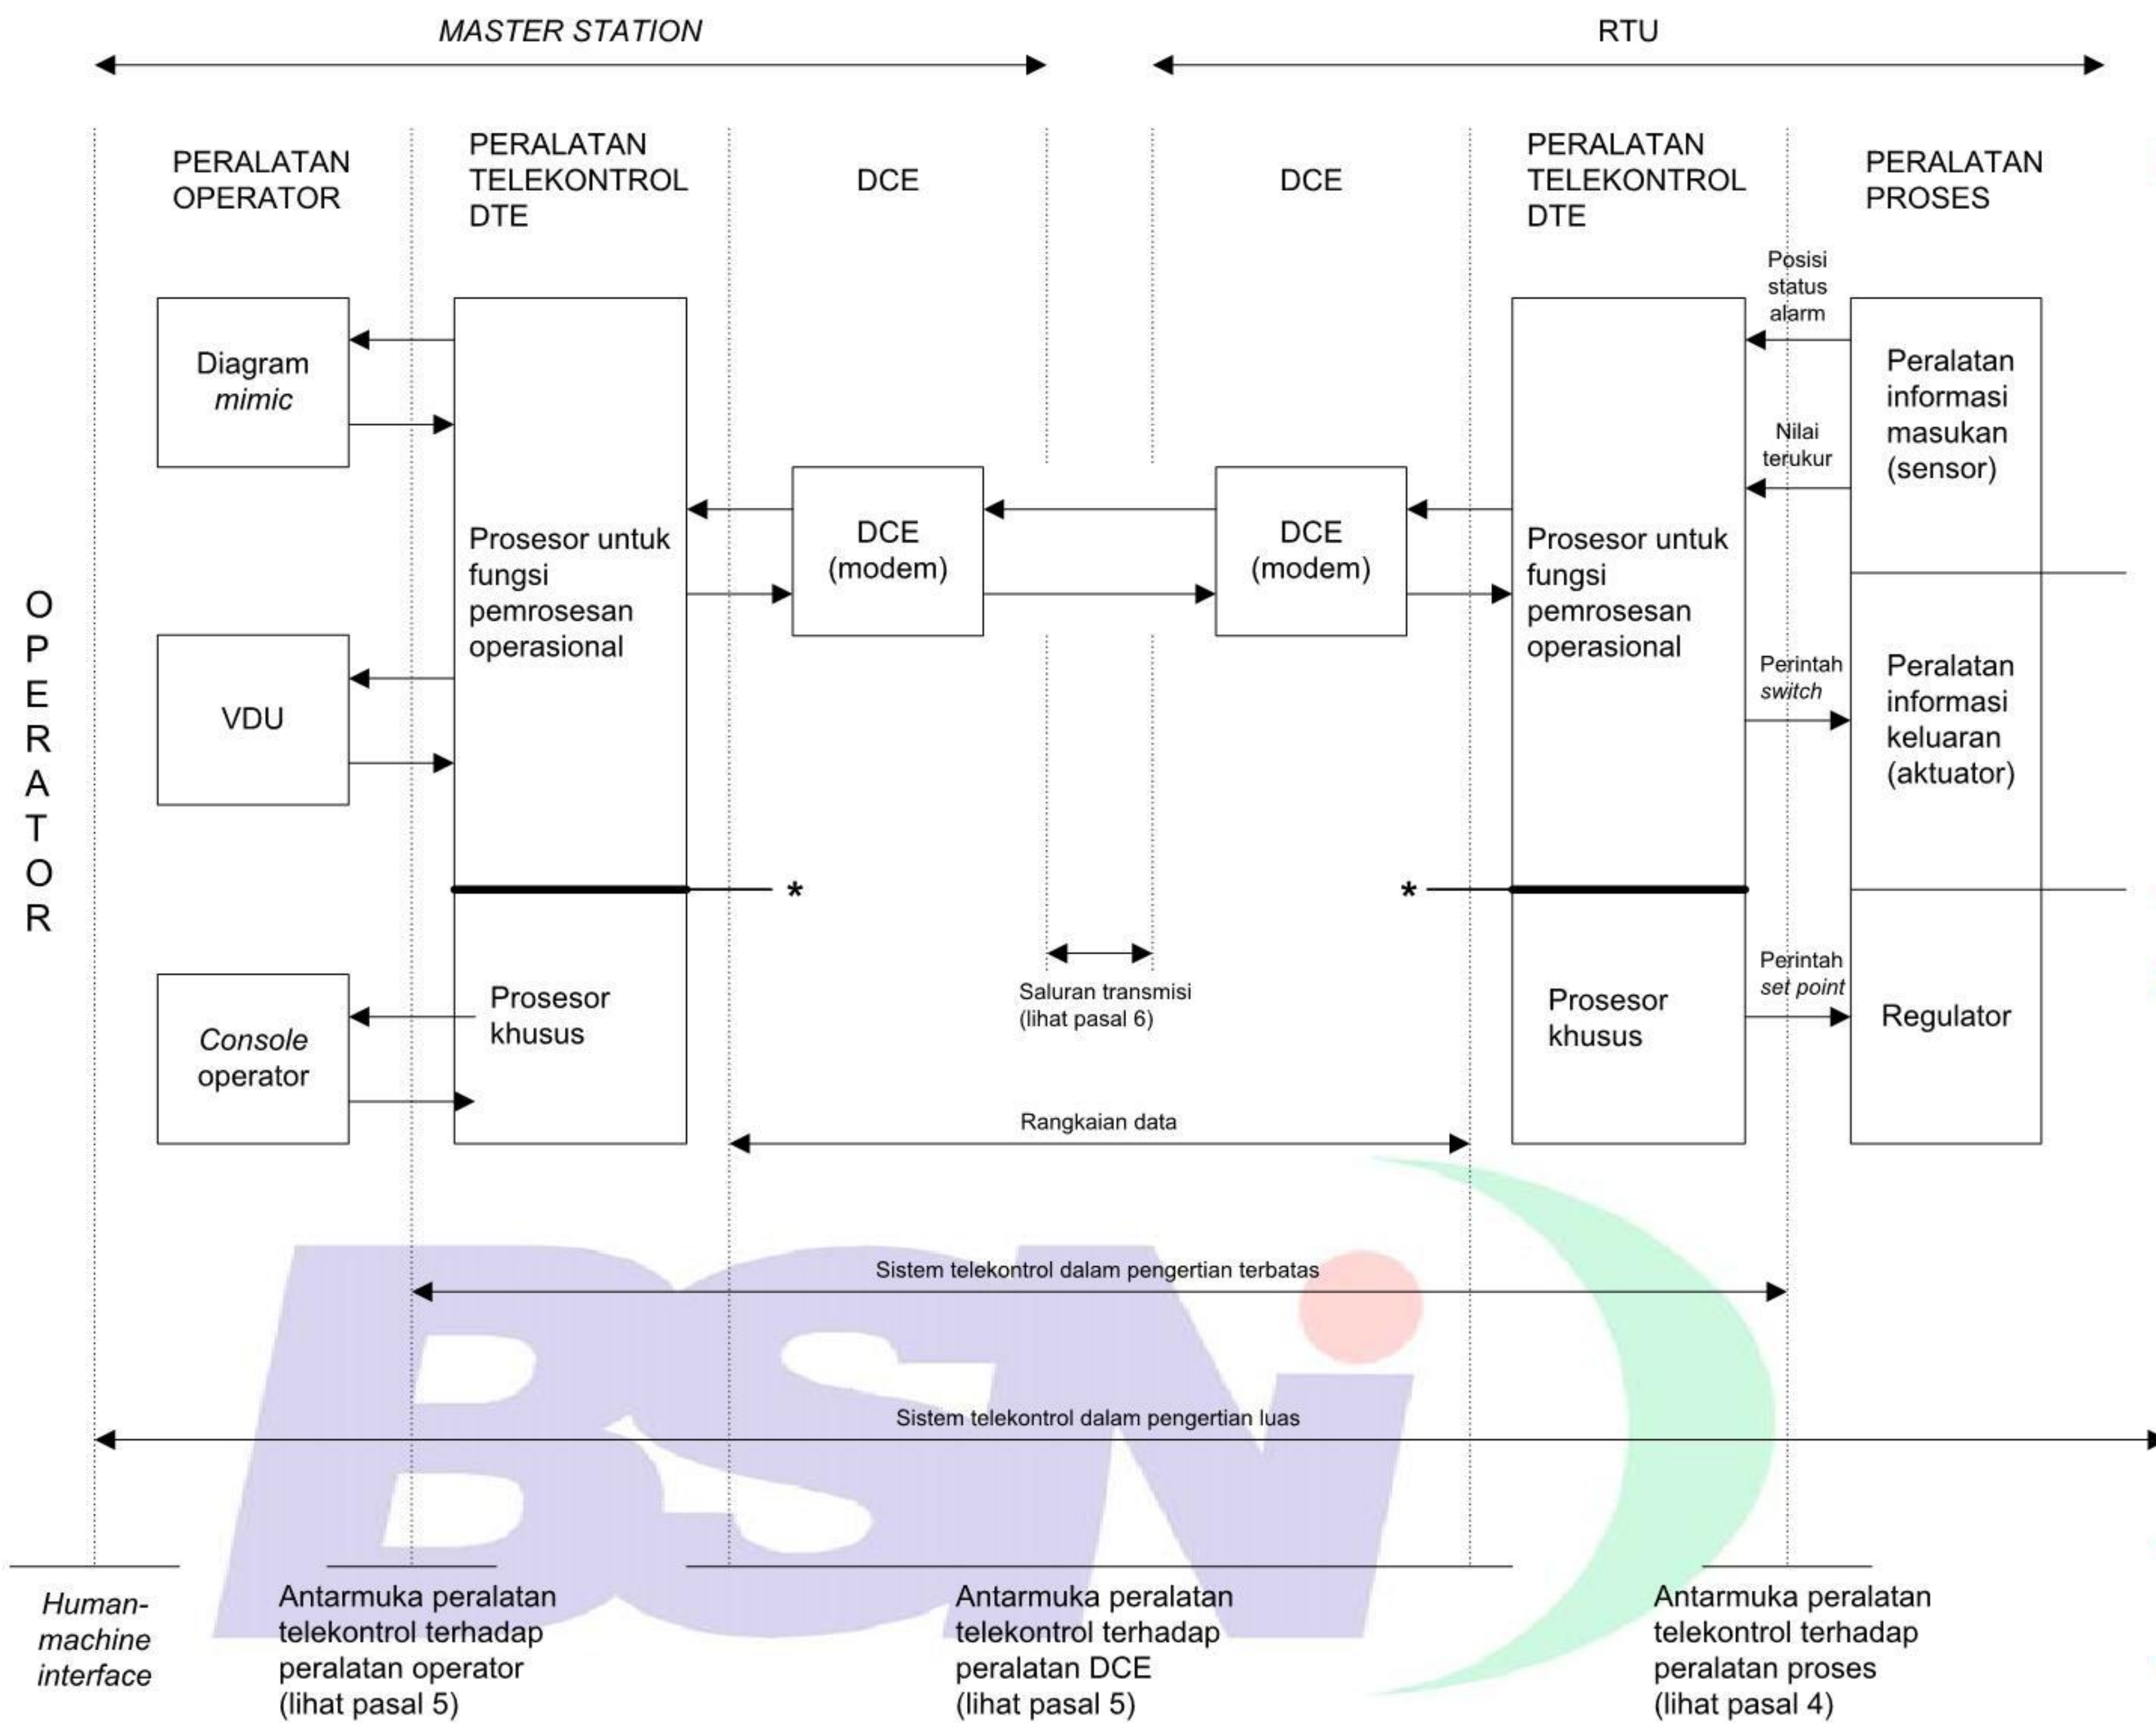 MASTER STATION
RTU
PERALATAN
OPERATOR
PERALATAN
TELEKONTROL
DTE
DCE
DCE
PERALATAN
TELEKONTROL
DTE
PERALATAN
PROSES
OPERATOR
Diagram
mimic
VDU
Console
operator
Prosesor untuk
fungsi
pemrosesan
operasional
*
Prosesor
khusus
DCE
(modem)
DCE
(modem)
Saluran transmisi
(lihat pasal 6)
Rangkaian data
Prosesor untuk
fungsi
pemrosesan
operasional
*
Prosesor
khusus
Posisi
status
alarm
Nilai
terukur
Perintah
switch
Perintah
set point
Peralatan
informasi
masukan
(sensor)
Peralatan
informasi
keluaran
(aktuator)
Regulator
Sistem telekontrol dalam pengertian terbatas
Sistem telekontrol dalam pengertian luas
BSNi
Human-
machine
interface
Antarmuka peralatan
telekontrol terhadap
peralatan operator
(lihat pasal 5)
Antarmuka peralatan
telekontrol terhadap
peralatan DCE
(lihat pasal 5)
Antarmuka peralatan
telekontrol terhadap
peralatan proses
(lihat pasal 4)